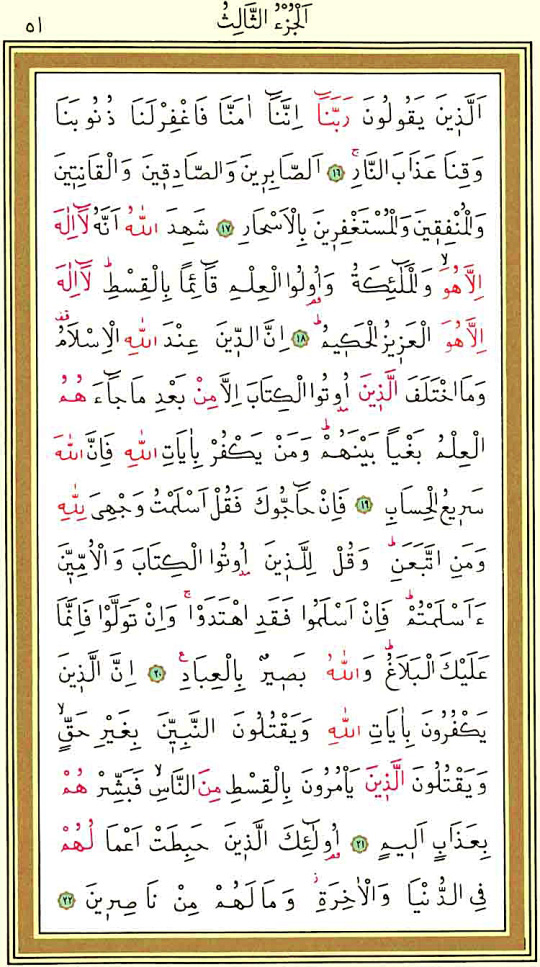 اَلْجُزْءُ الثَّالِثُ
٥١
اَلَّذ۪ينَ يَقُولُونَ رَبَّنَٓا اِنَّنَٓا اٰمَنَّا فَاغْفِرْ لَنَا ذُنُوبَنَا
وَقِنَا عَذَابَ النَّارِۚ ﴿١٦﴾ اَلصَّابِر۪ينَ وَالصَّادِق۪ينَ وَالْقَانِت۪ينَ
وَالْمُنْفِق۪ينَ وَالْمُسْتَغْفِر۪ينَ بِالْاَسْحَارِ ﴿١٧﴾ شَهِدَ اللّٰهُ اَنَّهُ لَٓا اِلٰهَ
اِلَّا هُوَۙ وَالْمَلٰٓئِكَةُ وَاُو۬لُوا الْعِلْمِ قَٓائِمًا بِالْقِسْطِۜ لَٓا اِلٰهَ
اِلَّا هُوَ الْعَز۪يزُ الْحَك۪يمُۜ ﴿١٨﴾ اِنَّ الدّ۪ينَ عِنْدَ اللّٰهِ الْاِسْلَامُ۠
وَمَا اخْتَلَفَ الَّذ۪ينَ اُو۫تُوا الْكِتَابَ اِلَّا مِنْ بَعْدِ مَا جَٓاءَ هُمُ
الْعِلْمُ بَغْيًا بَيْنَهُمْۜ وَمَنْ يَكْفُرْ بِاٰيَاتِ اللّٰهِ فَاِنَّ اللّٰهَ
سَر۪يعُ الْحِسَابِ ﴿١٩﴾ فَاِنْ حَٓاجُّوكَ فَقُلْ اَسْلَمْتُ وَجْهِيَ لِلّٰهِ
وَمَنِ اتَّبَعَنِۜ وَقُلْ لِلَّذ۪ينَ اُو۫تُوا الْكِتَابَ وَالْاُمِّيّ۪نَ
ءَاَسْلَمْتُمْۜ فَاِنْ اَسْلَمُوا فَقَدِ اهْتَدَوْاۚ وَاِنْ تَوَلَّوْا فَاِنَّمَا
عَلَيْكَ الْبَلَاغُۜ وَاللّٰهُ بَص۪يرٌ بِالْعِبَادِ۟ ﴿٢٠﴾ اِنَّ الَّذ۪ينَ
يَكْفُرُونَ بِاٰيَاتِ اللّٰهِ وَيَقْتُلُونَ النَّبِيّ۪نَ بِغَيْرِ حَقٍّۙ
وَيَقْتُلُونَ الَّذ۪ينَ يَأْمُرُونَ بِالْقِسْطِ مِنَ النَّاسِۙ فَبَشِّرْ هُمْ
بِعَذَابٍ اَل۪يمٍ ﴿٢١﴾ اُو۬لٰٓئِكَ الَّذ۪ينَ حَبِطَتْ اَعْمَا لُهُمْ
فِي الدُّنْيَا وَالْاٰخِرَةِۘ وَمَا لَهُمْ مِنْ نَاصِر۪ينَ ﴿٢٢﴾